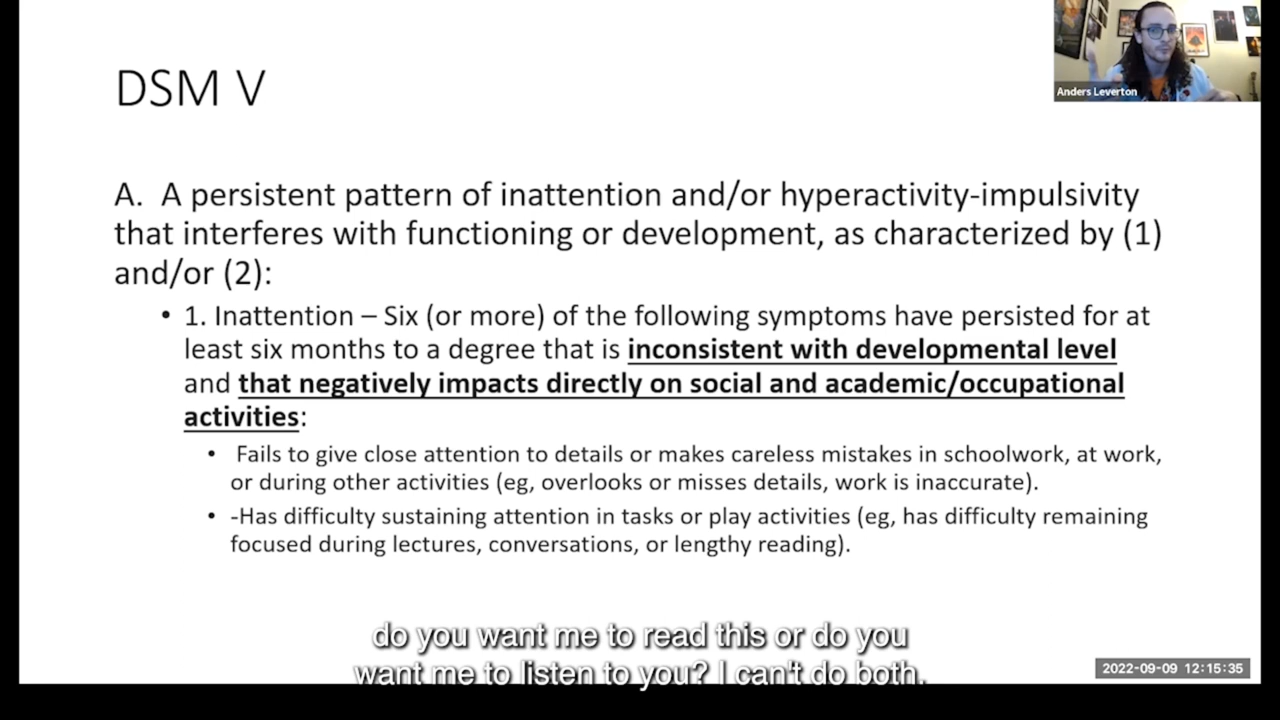 DSM V
Anders Leverton
A. A persistent pattern of inattention and/or hyperactivity-impulsivity
that interferes with functioning or development, as characterized by (1)
and/or (2):
• 1. Inattention – Six (or more) of the following symptoms have persisted for at
least six months to a degree that is inconsistent with developmental level
and that negatively impacts directly on social and academic/occupational
activities:
• Fails to give close attention to details or makes careless mistakes in schoolwork, at work,
or during other activities (eg, overlooks or misses details, work is inaccurate).
• -Has difficulty sustaining attention in tasks or play activities (eg, has difficulty remaining
focused during lectures, conversations, or lengthy reading).
do you want me to read this or do you
want me to listen to you? I can't do both.
2022-09-09 12:15:35